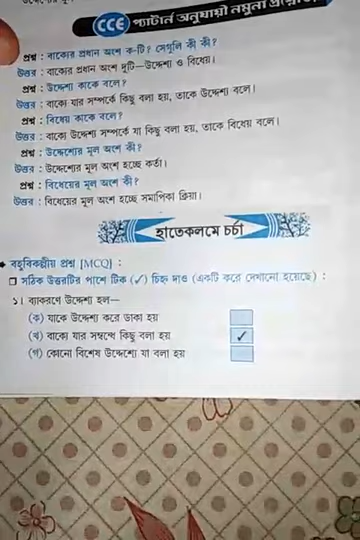 CCE প্যাটার্ন অনুযায়ী নমুনা
প্রশ্ন : বাক্যের প্রধান অংশ ক-টি? সেগুলি কী কী?
উত্তর : বাক্যের প্রধান অংশ দুটি—উদ্দেশ্য ও বিধেয়।
প্রশ্ন : উদ্দেশ্য কাকে বলে?
উত্তর : বাক্যে যার সম্পর্কে কিছু বলা হয়, তাকে উদ্দেশ্য বলে।
প্রশ্ন : বিধেয় কাকে বলে?
উত্তর : বাক্যে উদ্দেশ্য সম্পর্কে যা কিছু বলা হয়, তাকে বিধেয় বলে।
প্রশ্ন : উদ্দেশ্যের মূল অংশ কী?
উত্তর : উদ্দেশ্যের মূল অংশ হচ্ছে কর্তা।
প্রশ্ন : বিধেয়ের মূল অংশ কী?
উত্তর : বিধেয়ের মূল অংশ হচ্ছে সমাপিকা ক্রিয়া।
হাতেকলমে চর্চা
বহুবিকল্পীয় প্রশ্ন [MCQ] :
সঠিক উত্তরটির পাশে টিক (✓) চিহ্ন দাও (একটি করে দেখানো হয়েছে) :
১। ব্যাকরণে উদ্দেশ্য হল—
(ক) যাকে উদ্দেশ্য করে ডাকা হয়
(খ) বাক্যে যার সম্বন্ধে কিছু বলা হয় ✓
(গ) কোনো বিশেষ উদ্দেশ্যে যা বলা হয়